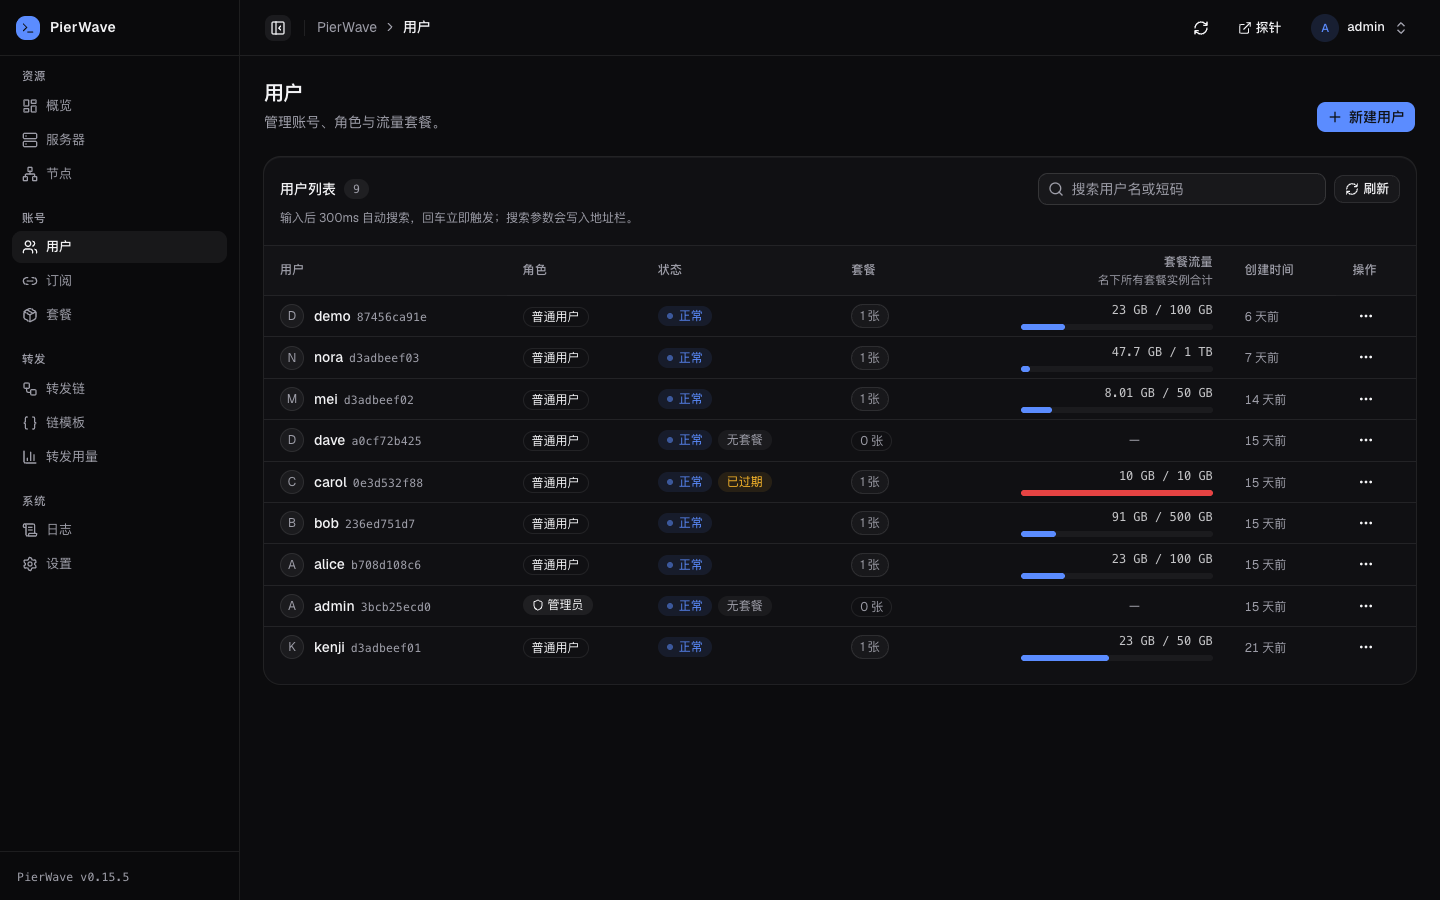 PierWave
资源
概览
服务器
节点
账号
用户
订阅
套餐
转发
转发链
链模板
转发用量
系统
日志
设置
PierWave v0.15.5
PierWave > 用户
探针
A admin
用户
管理账号、角色与流量套餐。
新建用户
用户列表 9
输入后 300ms 自动搜索，回车立即触发；搜索参数会写入地址栏。
搜索用户名或短码
刷新
用户 角色 状态 套餐 套餐流量 创建时间 操作
名下所有套餐实例合计
D demo 87456ca91e 普通用户 正常 1 张 23 GB / 100 GB 6 天前 ···
N nora d3adbeef03 普通用户 正常 1 张 47.7 GB / 1 TB 7 天前 ···
M mei d3adbeef02 普通用户 正常 1 张 8.01 GB / 50 GB 14 天前 ···
D dave a0cf72b425 普通用户 正常 无套餐 0 张 — 15 天前 ···
C carol 0e3d532f88 普通用户 正常 已过期 1 张 10 GB / 10 GB 15 天前 ···
B bob 236ed751d7 普通用户 正常 1 张 91 GB / 500 GB 15 天前 ···
A alice b708d108c6 普通用户 正常 1 张 23 GB / 100 GB 15 天前 ···
A admin 3bcb25ecd0 管理员 正常 无套餐 0 张 — 15 天前 ···
K kenji d3adbeef01 普通用户 正常 1 张 23 GB / 50 GB 21 天前 ···